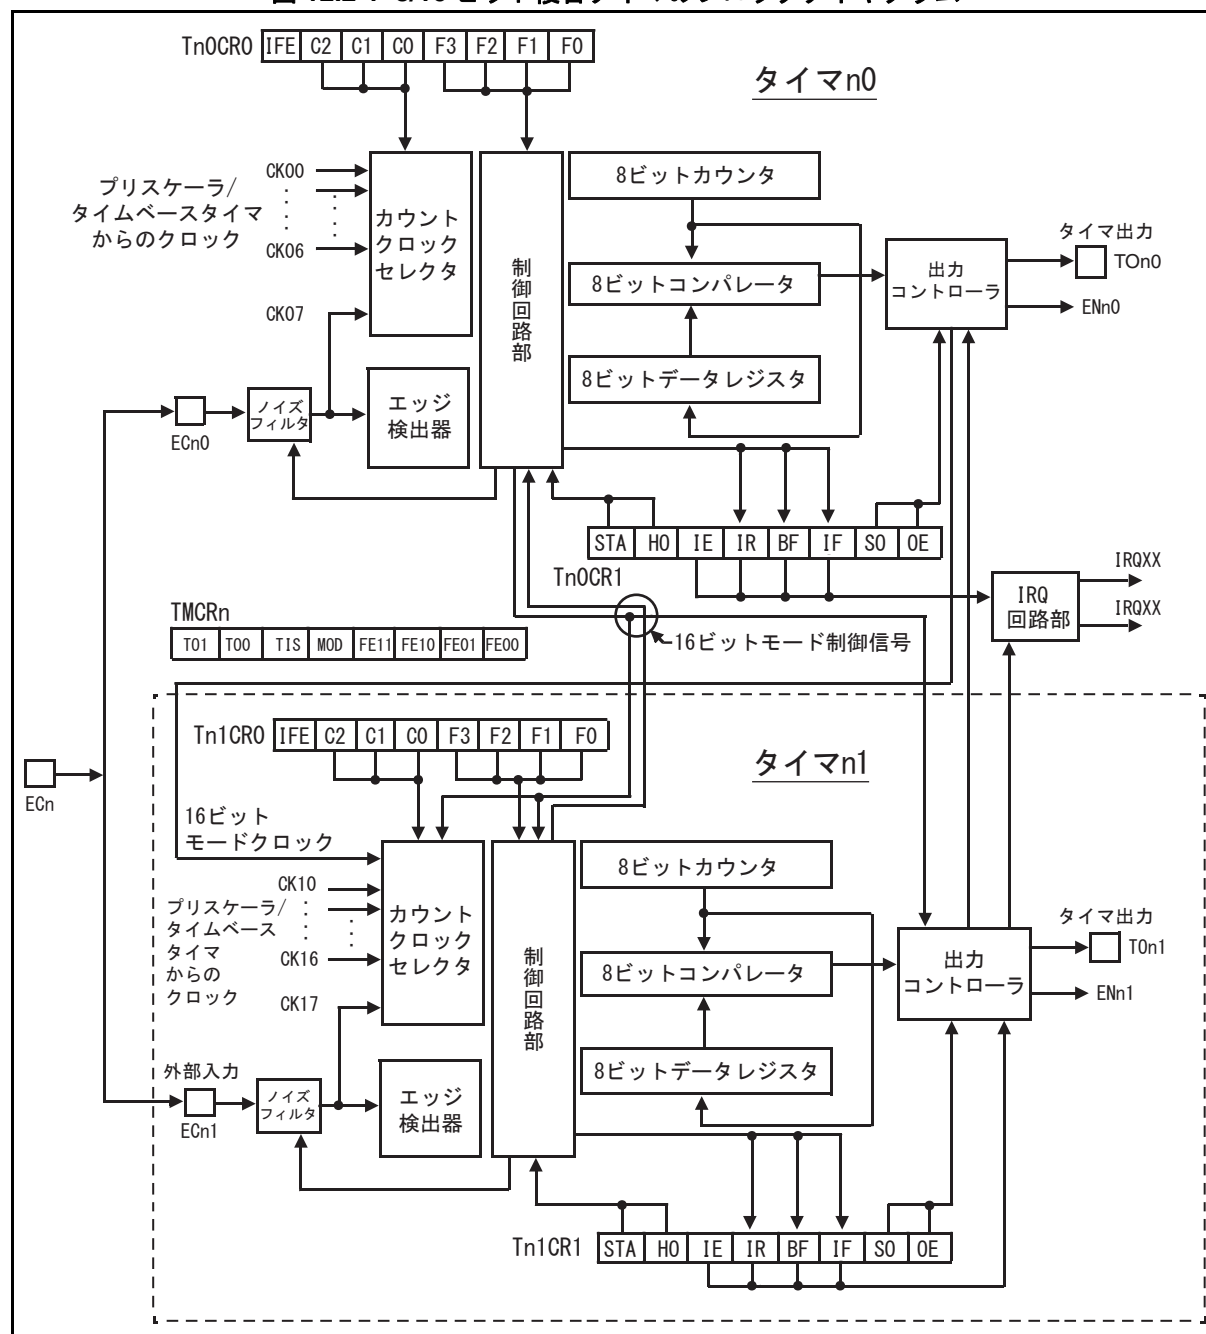 Tn0CR0
IFE C2 C1 C0 F3 F2 F1 F0
タイマn0
CK00
プリスケーラ/
タイムベースタイマ
からのクロック
CK06
CK07
カウント
クロック
セレクタ
制御回路部
8ビットカウンタ
8ビットコンパレータ
8ビットデータレジスタ
出力
コントローラ
タイマ出力
TOn0
ENn0
ECn0
ノイズ
フィルタ
エッジ
検出器
STA HO IE IR BF IF SO OE
Tn0CR1
IRQ
回路部
IRQXX
IRQXX
TMCRn
TO1 TO0 TIS MOD FE11 FE10 FE01 FE00
16ビットモード制御信号
Tn1CR0
IFE C2 C1 C0 F3 F2 F1 F0
タイマn1
ECn
16ビット
モードクロック
CK10
プリスケーラ/
タイムベース
タイマ
からの
クロック
CK16
CK17
カウント
クロック
セレクタ
制御回路部
8ビットカウンタ
8ビットコンパレータ
8ビットデータレジスタ
出力
コントローラ
タイマ出力
TOn1
ENn1
外部入力
ECn1
ノイズ
フィルタ
エッジ
検出器
Tn1CR1
STA HO IE IR BF IF SO OE